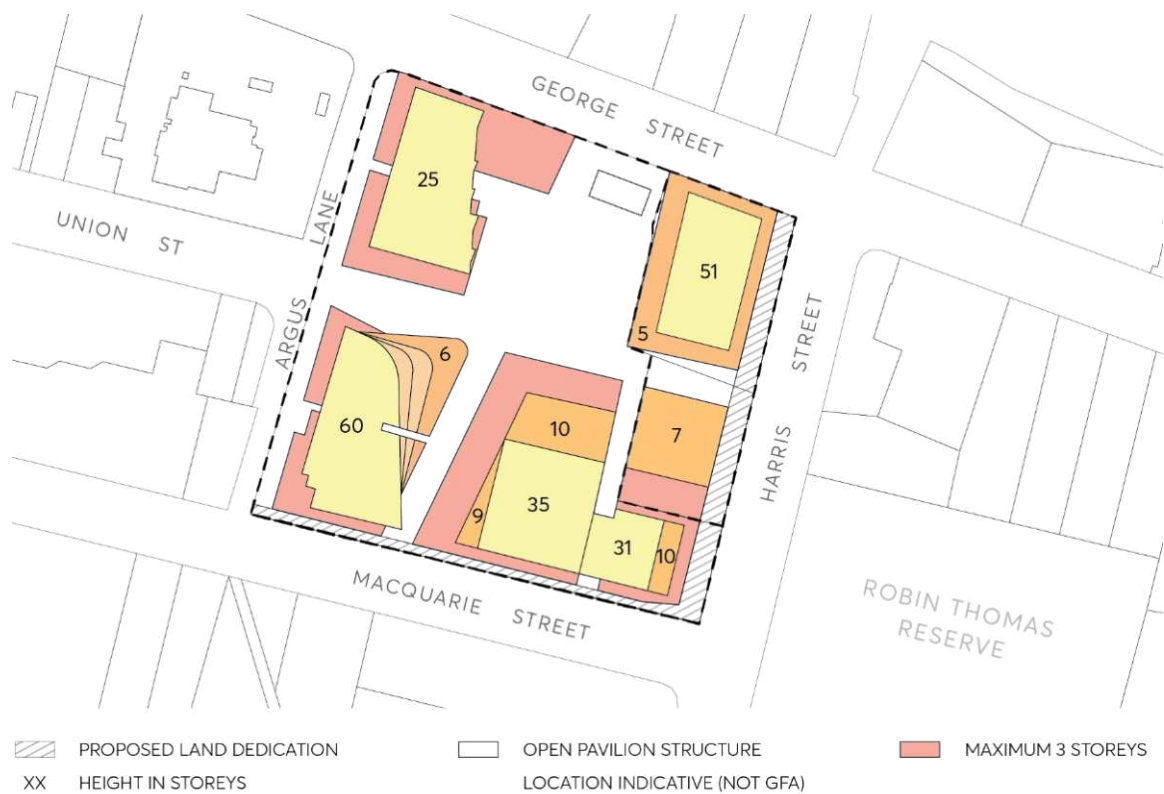 GEORGE STREET
25
UNION ST
ARGUS LANE
51
5
HARRIS STREET
6
60
10
7
9
35
31
10
MACQUARIE STREET
ROBIN THOMAS
RESERVE
PROPOSED LAND DEDICATION
OPEN PAVILION STRUCTURE
MAXIMUM 3 STOREYS
XX HEIGHT IN STOREYS
LOCATION INDICATIVE (NOT GFA)